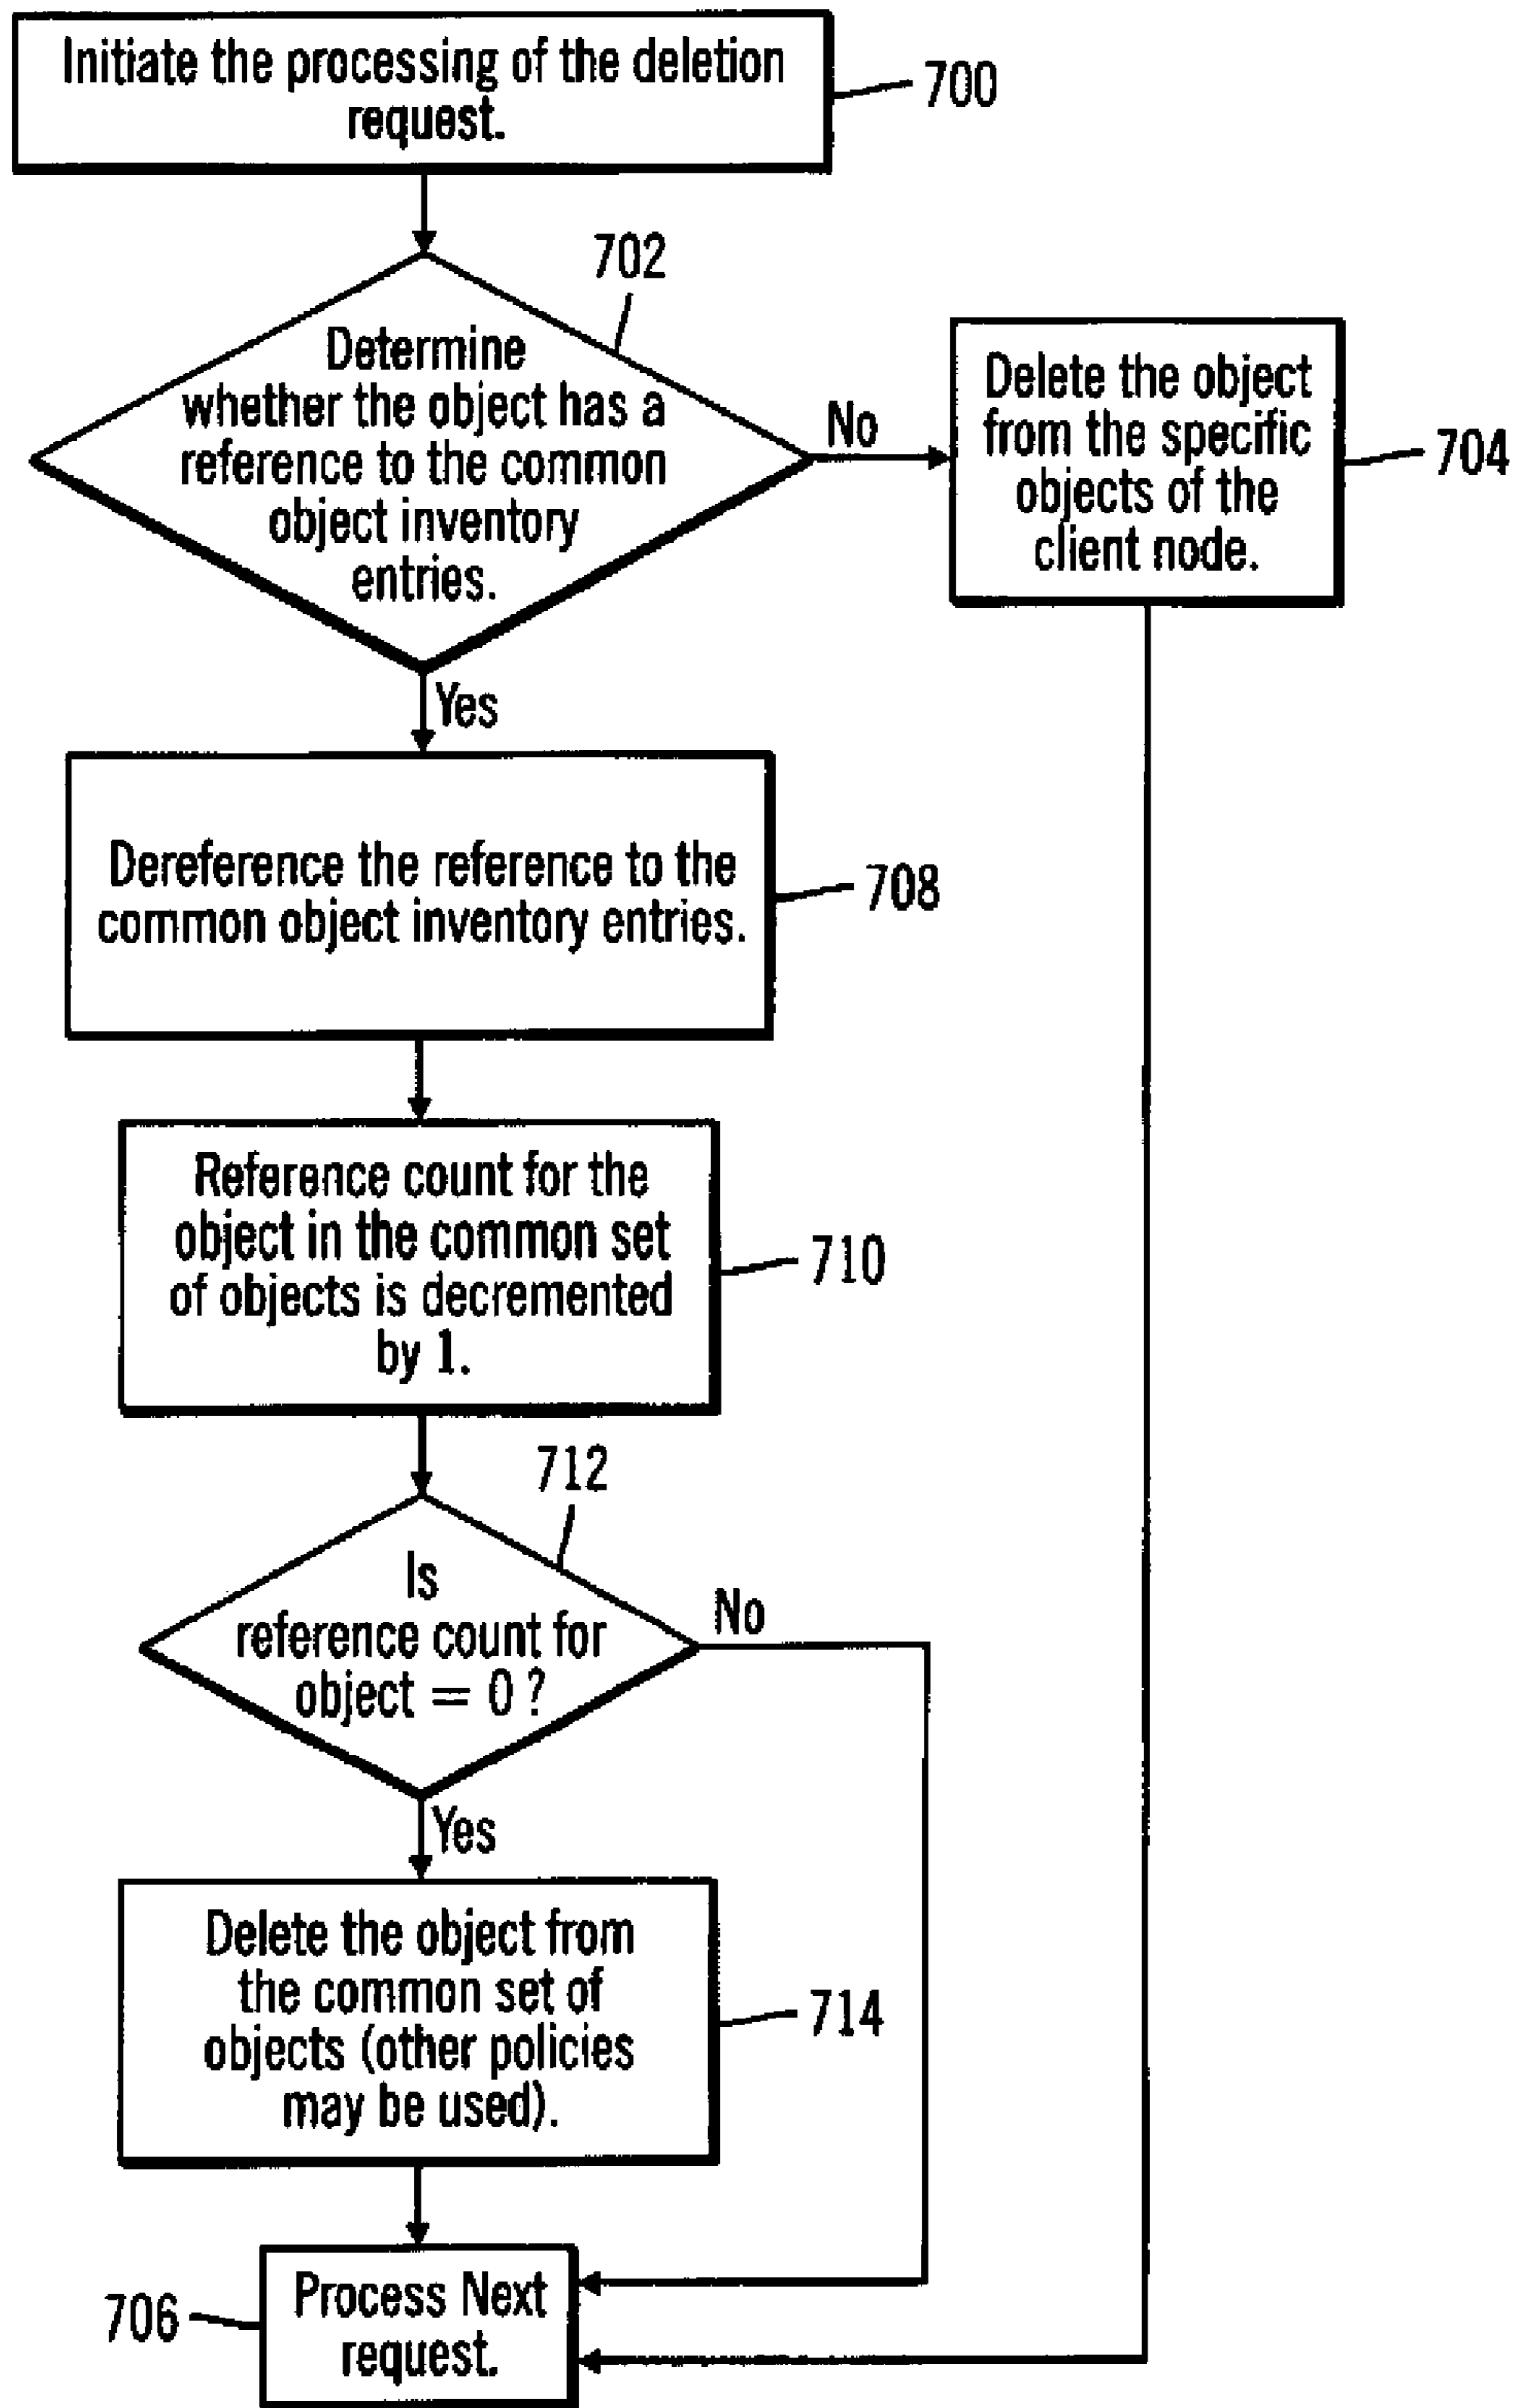 Initiate the processing of the deletion
request.
700
702
Determine
whether the object has a
reference to the common
object inventory
entries.
No
Delete the object
from the specific
objects of the
client node.
704
Yes
Dereference the reference to the
common object inventory entries.
708
Reference count for the
object in the common set
of objects is decremented
by 1.
710
712
Is
reference count for
object = 0?
No
Yes
Delete the object from
the common set of
objects (other policies
may be used).
714
706
Process Next
request.